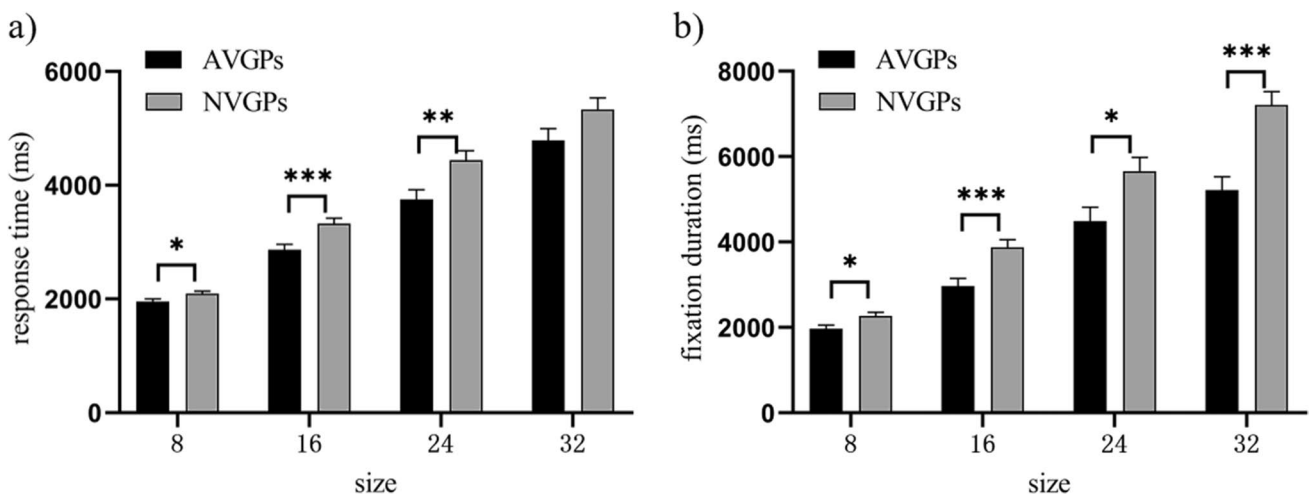 a)
AVGPs
NVGPs
response time (ms)
6000
4000
2000
0
*
***
**
8
16
24
32
size
b)
AVGPs
NVGPs
fixation duration (ms)
8000
6000
4000
2000
0
*
***
*
***
8
16
24
32
size